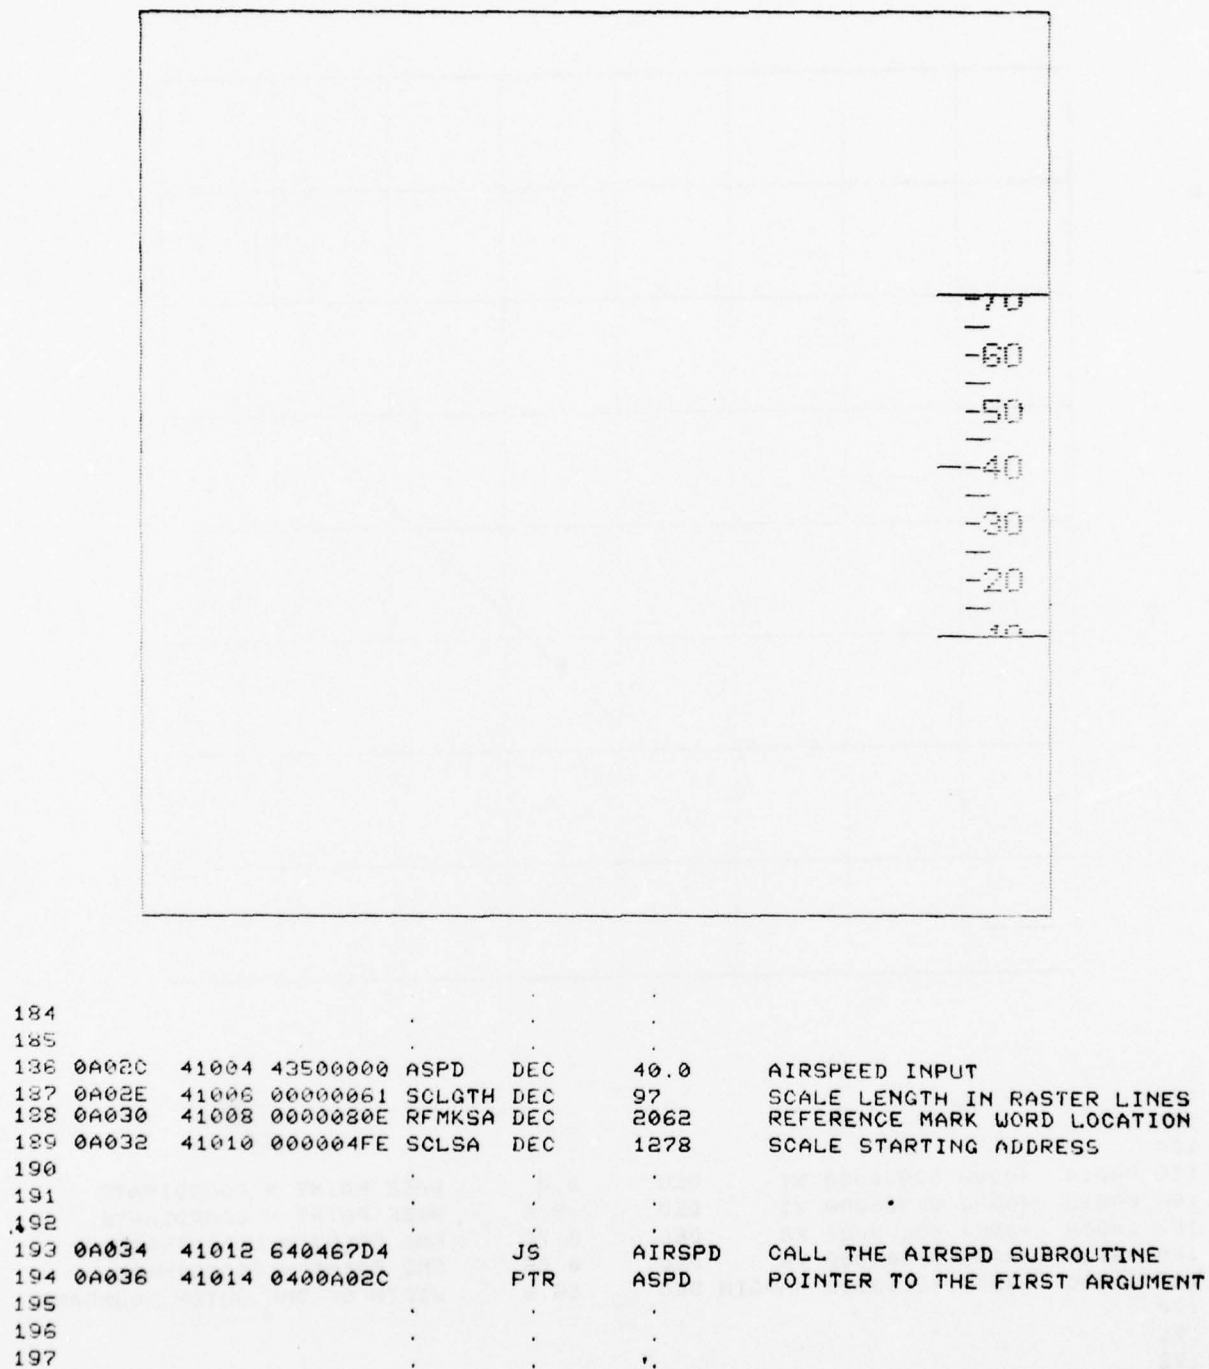 -70
-60
-50
--40
-30
-20
10
184 . . .
185 . . .
186 0A02C 41004 43500000 ASPD DEC 40.0 AIRSPEED INPUT
187 0A02E 41006 00000061 SCLGTH DEC 97 SCALE LENGTH IN RASTER LINES
188 0A030 41008 0000080E RFMKSA DEC 2062 REFERENCE MARK WORD LOCATION
189 0A032 41010 000004FE SCLSA DEC 1278 SCALE STARTING ADDRESS
190 . . .
191 . . .
192 . . .
193 0A034 41012 640467D4 JS AIRSPD CALL THE AIRSPD SUBROUTINE
194 0A036 41014 0400A02C PTR ASPD POINTER TO THE FIRST ARGUMENT
195 . . .
196 . . .
197 . . .